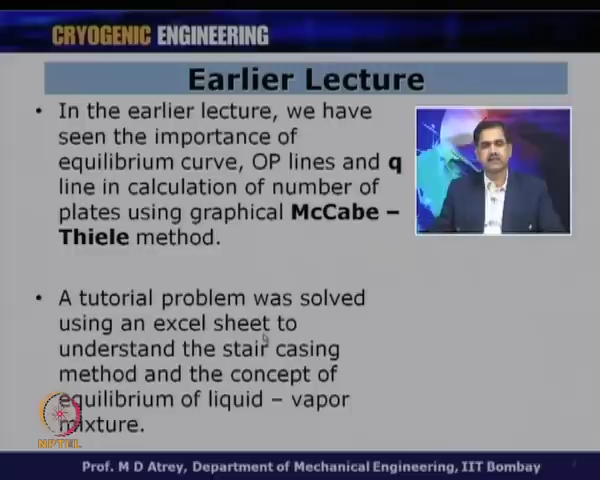 CRYOGENIC ENGINEERING
Earlier Lecture
• In the earlier lecture, we have
seen the importance of
equilibrium curve, OP lines and q
line in calculation of number of
plates using graphical McCabe –
Thiele method.
• A tutorial problem was solved
using an excel sheet to
understand the stair casing
method and the concept of
equilibrium of liquid – vapor
mixture.
NPTEL
Prof. M D Atrey, Department of Mechanical Engineering, IIT Bombay